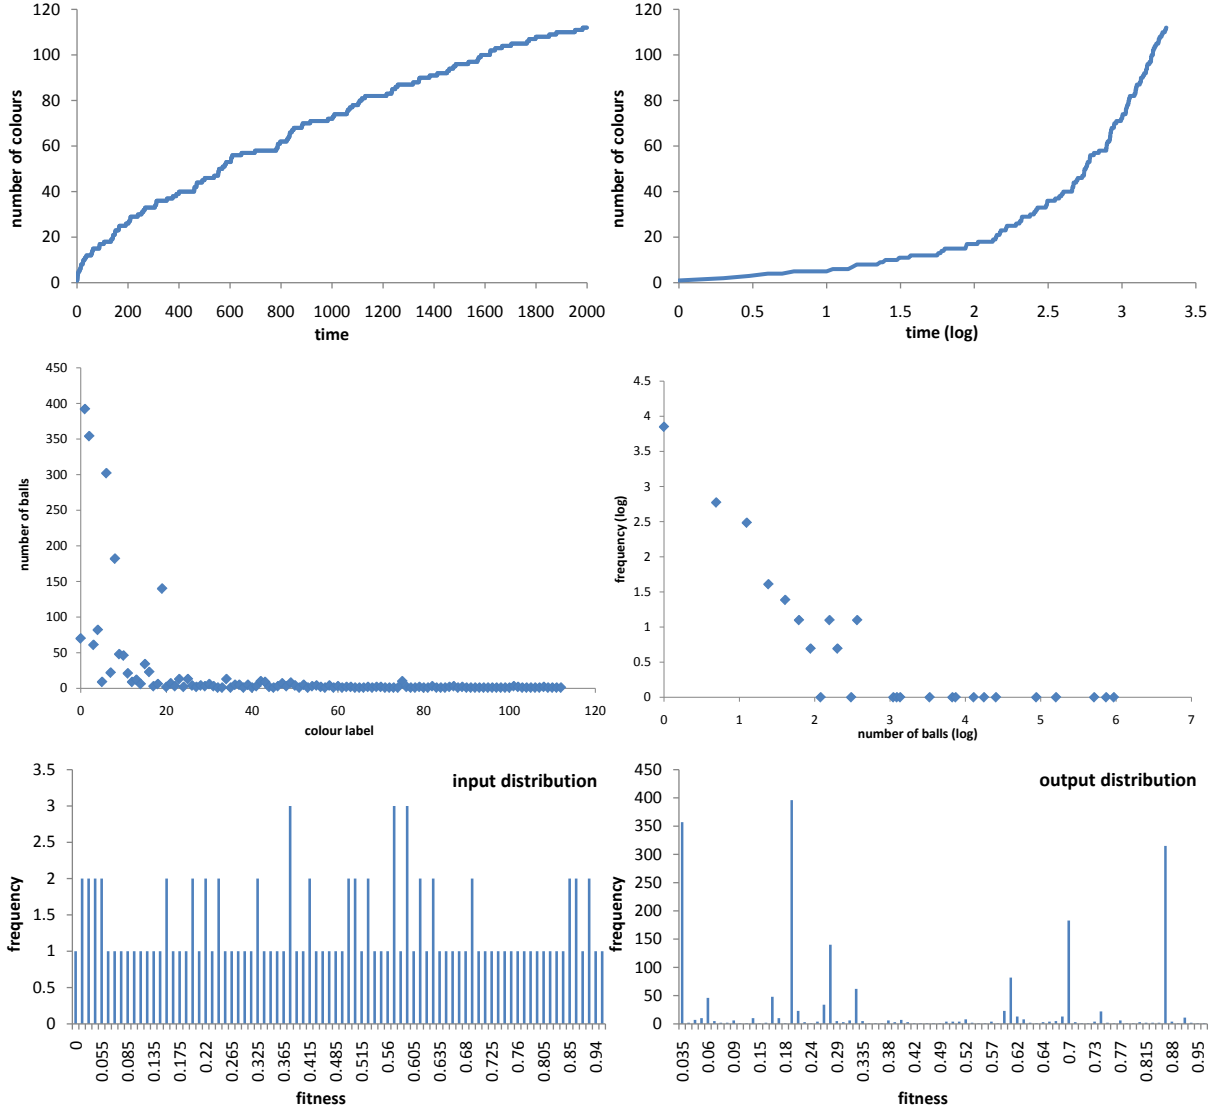 120
100
80
60
40
20
0
number of colours
0 200 400 600 800 1000 1200 1400 1600 1800 2000
time
120
100
80
60
40
20
0
number of colours
0 0.5 1 1.5 2 2.5 3 3.5
time (log)
450
400
350
300
250
200
150
100
50
0
number of balls
0 20 40 60 80 100 120
colour label
4.5
4
3.5
3
2.5
2
1.5
1
0.5
0
frequency (log)
0 1 2 3 4 5 6 7
number of balls (log)
input distribution
3.5
3
2.5
2
1.5
1
0.5
0
frequency
0 0.055 0.085 0.135 0.175 0.22 0.265 0.325 0.365 0.415 0.485 0.515 0.56 0.605 0.635 0.685 0.725 0.76 0.805 0.85 0.94
fitness
output distribution
450
400
350
300
250
200
150
100
50
0
frequency
0.035 0.06 0.09 0.15 0.18 0.24 0.29 0.335 0.38 0.42 0.49 0.52 0.57 0.62 0.64 0.7 0.73 0.77 0.815 0.88 0.95
fitness